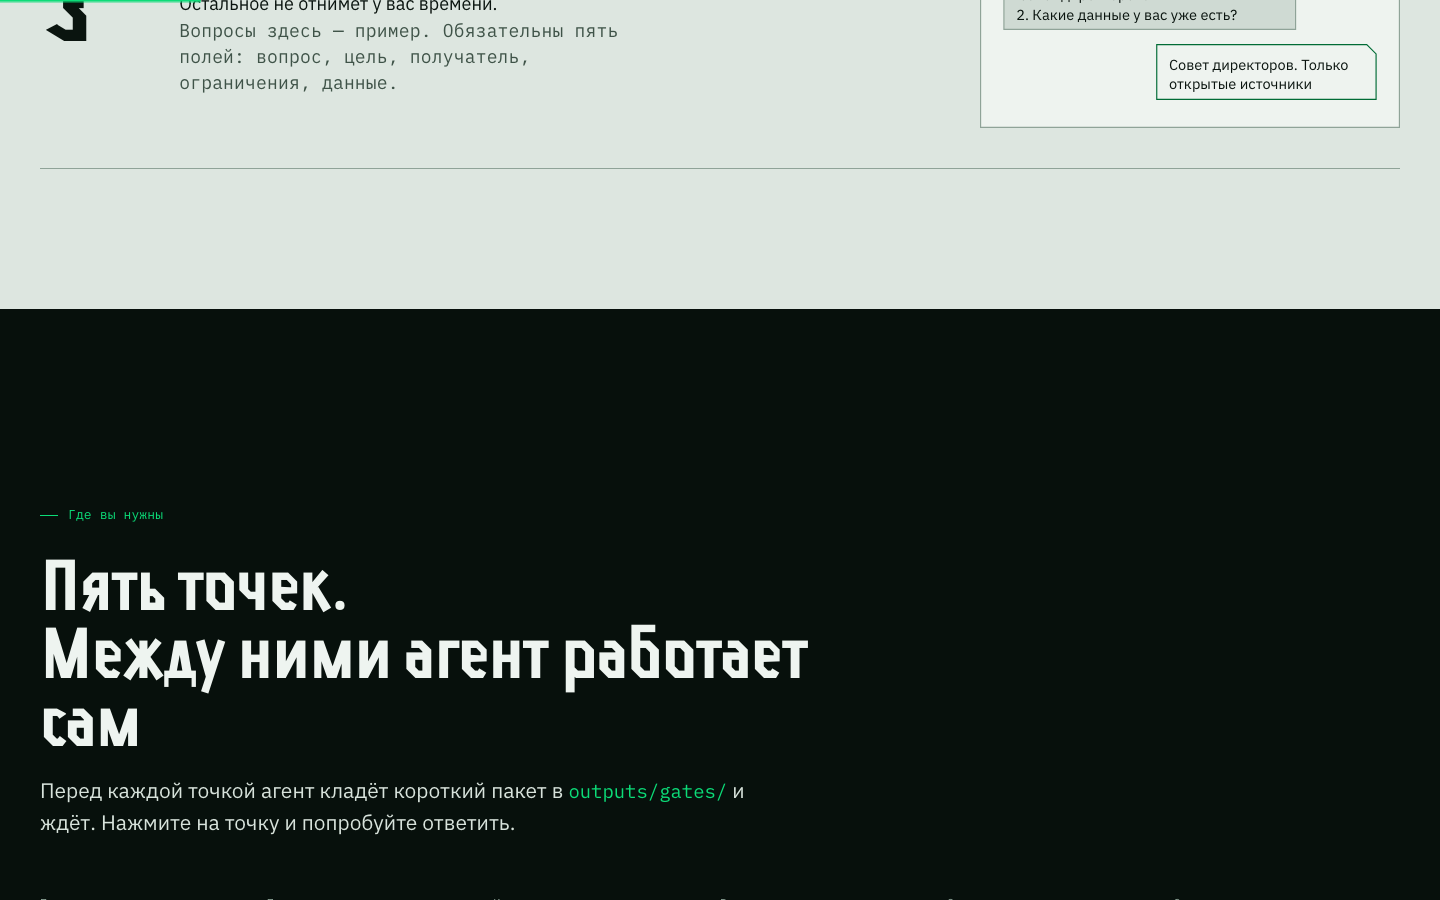 3
Остальное не отнимет у вас времени.
Вопросы здесь — пример. Обязательны пять
полей: вопрос, цель, получатель,
ограничения, данные.
2. Какие данные у вас уже есть?
Совет директоров. Только
открытые источники
— Где вы нужны
Пять точек.
Между ними агент работает
сам
Перед каждой точкой агент кладёт короткий пакет в outputs/gates/ и
ждёт. Нажмите на точку и попробуйте ответить.